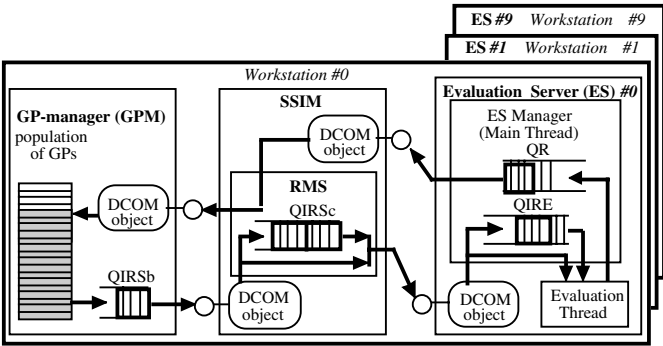 ES #9 Workstation #9
ES #1 Workstation #1
Workstation #0
GP-manager (GPM)
population
of GPs
DCOM
object
QIRSb
SSIM
DCOM
object
RMS
QIRSc
DCOM
object
Evaluation Server (ES) #0
ES Manager
(Main Thread)
QR
QIRE
DCOM
object
Evaluation
Thread